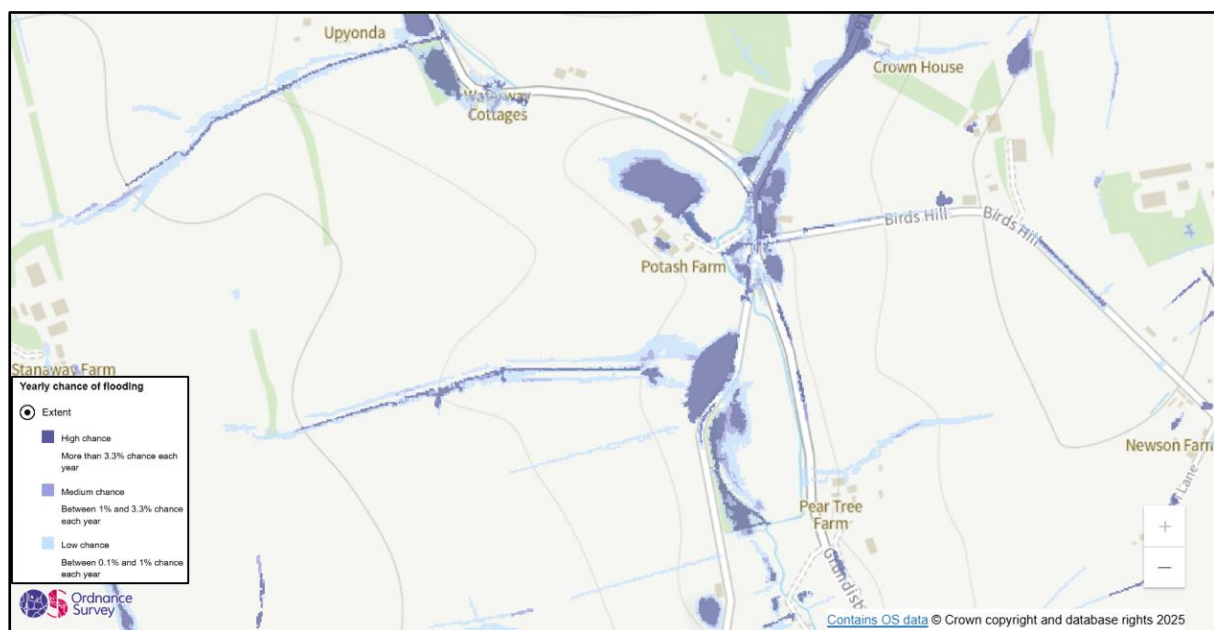 Upyonda
Crown House
Cottages
Birds Hill
Birds Hill
Potash Farm
Stanaway Farm
Yearly chance of flooding
Extent
High chance
More than 3.3% chance each
year
Medium chance
Between 1% and 3.3% chance
each year
Low chance
Between 0.1% and 1% chance
each year
Newson Farm
Lane
Pear Tree
Farm
Grundisb
+
−
Ordnance
Survey
Contains OS data © Crown copyright and database rights 2025